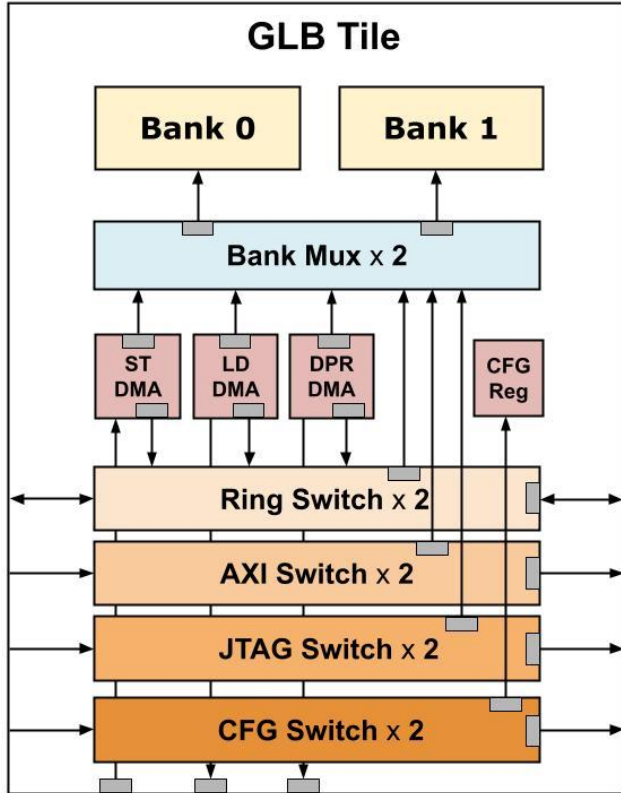 GLB Tile
Bank 0
Bank 1
Bank Mux x 2
ST
DMA
LD
DMA
DPR
DMA
CFG
Reg
Ring Switch x 2
AXI Switch x 2
JTAG Switch x 2
CFG Switch x 2